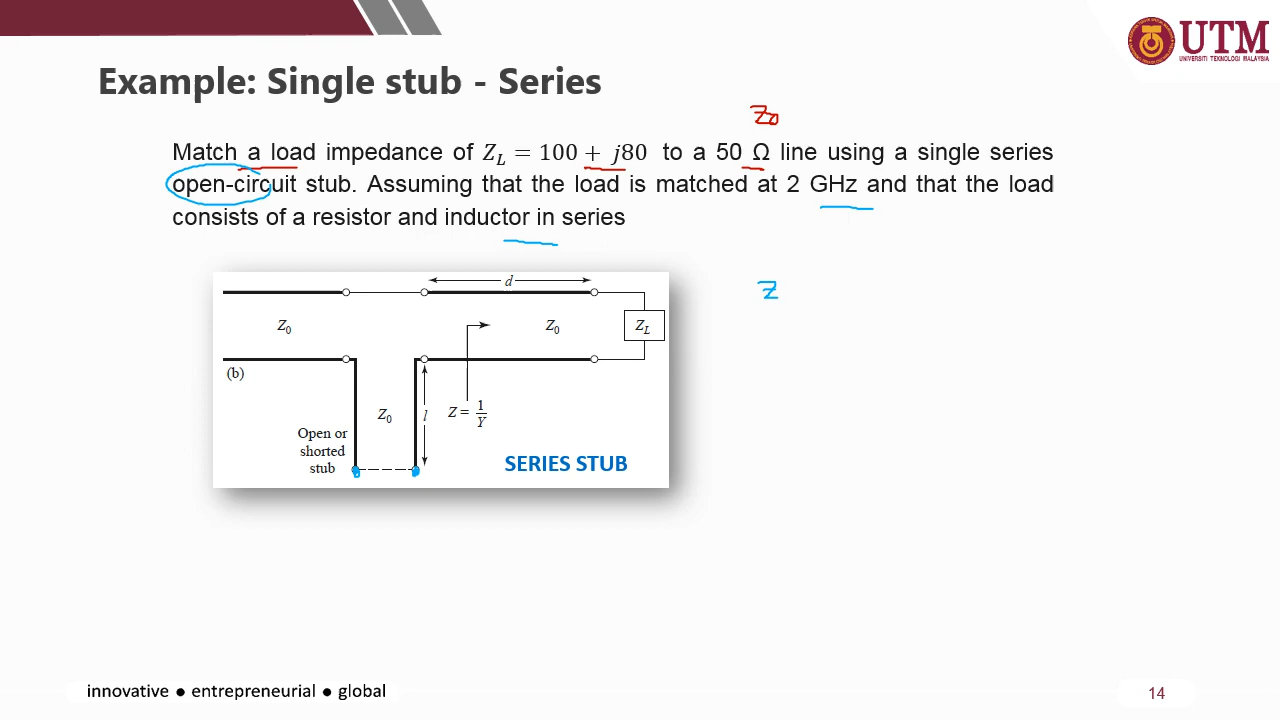 UTM
UNIVERSITI TEKNOLOGI MALAYSIA
Example: Single stub - Series
Z0
Match a load impedance of Z_L = 100 + j80 to a 50 Ω line using a single series
open-circuit stub. Assuming that the load is matched at 2 GHz and that the load
consists of a resistor and inductor in series
d
Z
Z0
Z0
Z_L
(b)
Z0
l
Z = 1/Y
Open or
shorted
stub
SERIES STUB
innovative ● entrepreneurial ● global
14